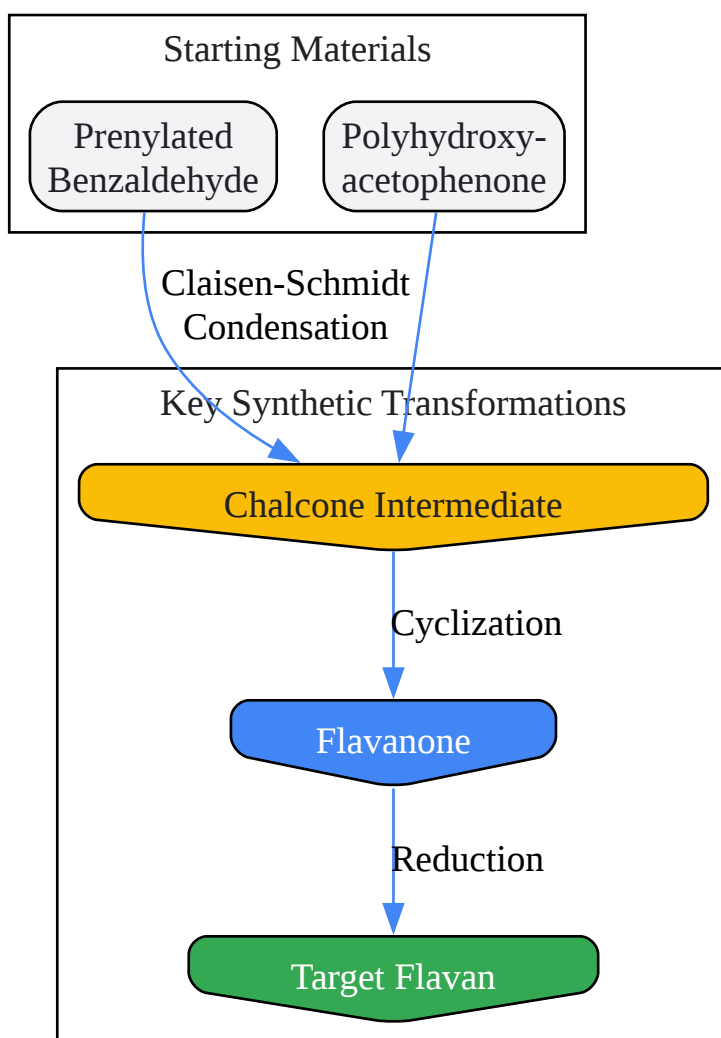 Starting Materials
Prenylated
Benzaldehyde
Polyhydroxy-
acetophenone
Claisen-Schmidt
Condensation
Key Synthetic Transformations
Chalcone Intermediate
Cyclization
Flavanone
Reduction
Target Flavan